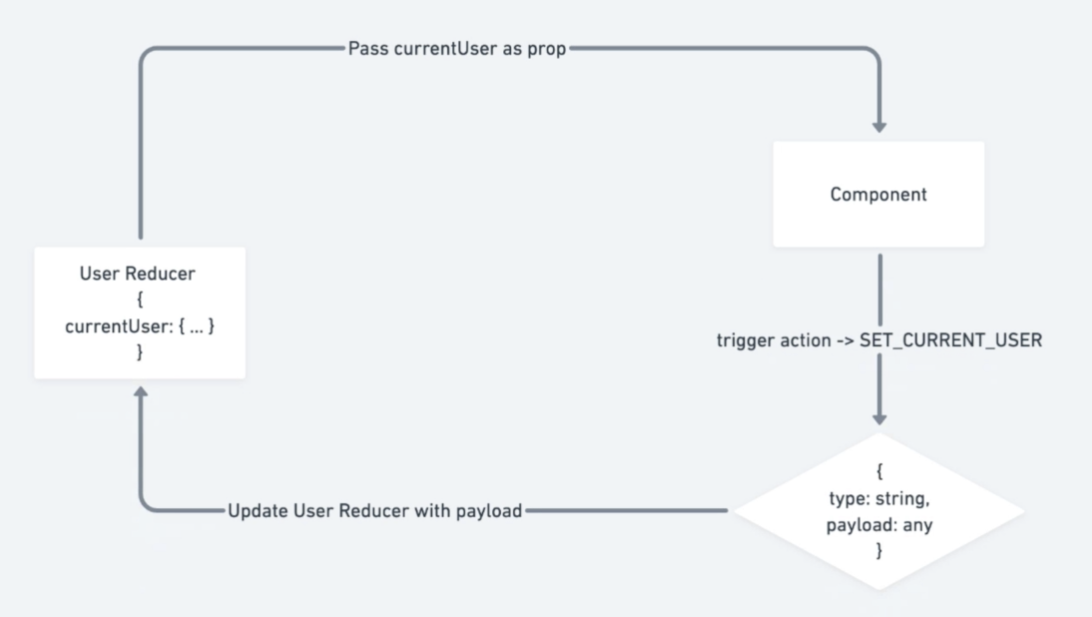 Pass currentUser as prop
Component
User Reducer
{
currentUser: { ... }
}
trigger action -> SET_CURRENT_USER
{
type: string,
payload: any
}
Update User Reducer with payload